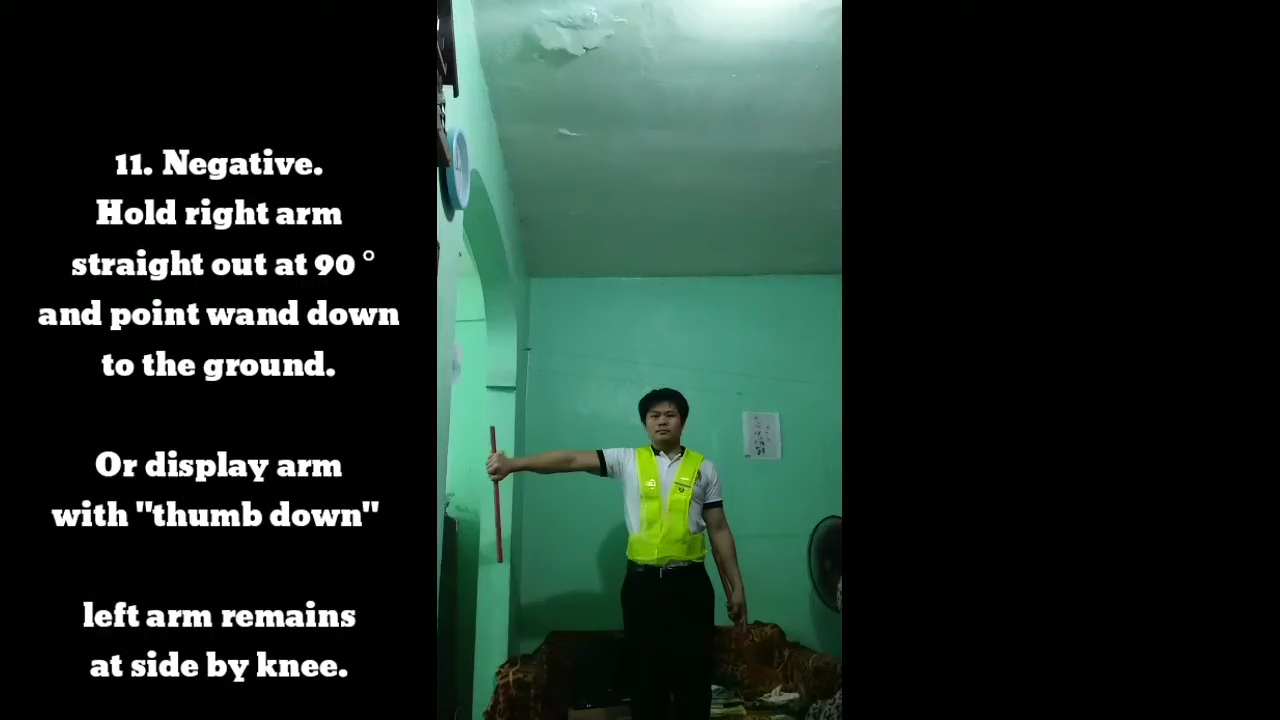 11. Negative.
Hold right arm
straight out at 90 °
and point wand down
to the ground.
Or display arm
with "thumb down"
left arm remains
at side by knee.